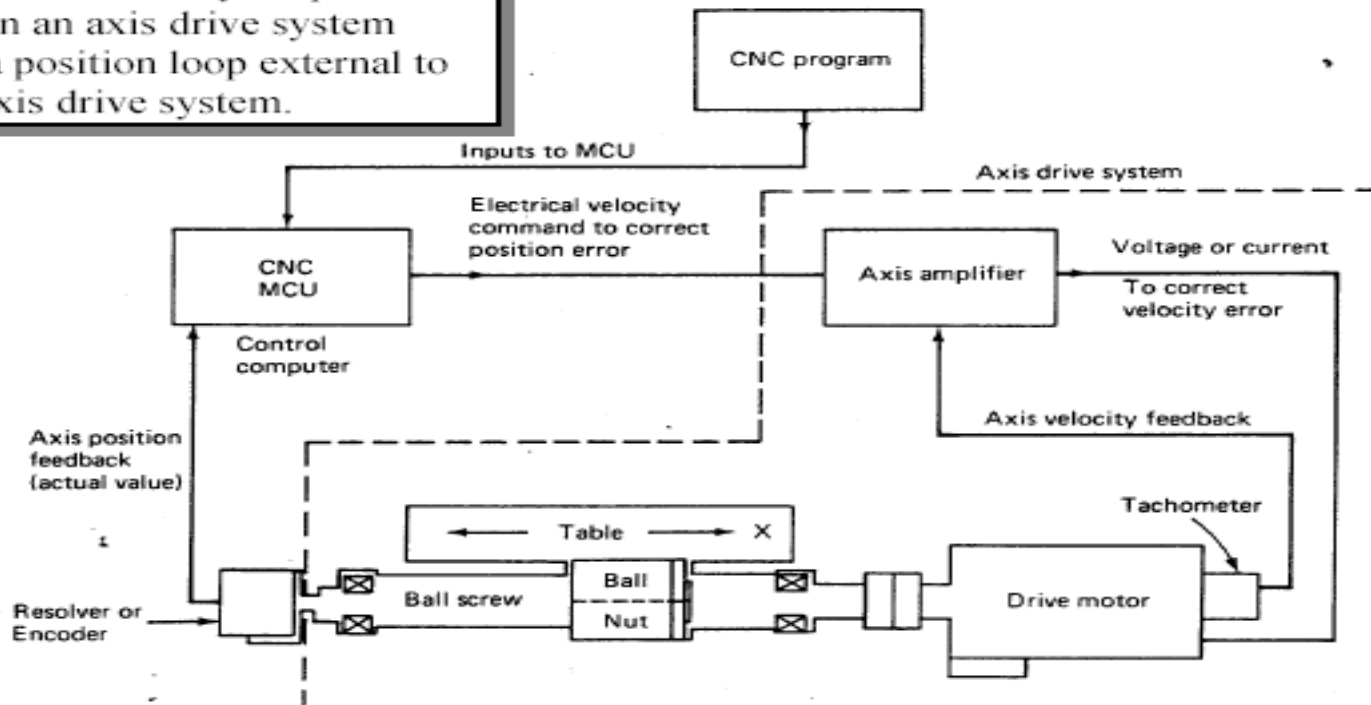 n an axis drive system
position loop external to
xis drive system.
CNC program
Inputs to MCU
Axis drive system
Electrical velocity
command to correct
position error
CNC
MCU
Axis amplifier
Voltage or current
To correct
velocity error
Control
computer
Axis position
feedback
(actual value)
Axis velocity feedback
Tachometer
Table
X
Ball
Nut
Ball screw
Drive motor
Resolver or
Encoder